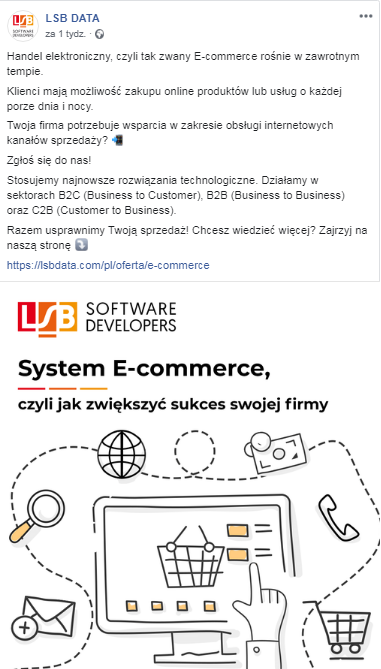 LSB DATA
za 1 tydz. ·
Handel elektroniczny, czyli tak zwany E-commerce rośnie w zawrotnym
tempie.
Klienci mają możliwość zakupu online produktów lub usług o każdej
porze dnia i nocy.
Twoja firma potrzebuje wsparcia w zakresie obsługi internetowych
kanałów sprzedaży? 📲
Zgłoś się do nas!
Stosujemy najnowsze rozwiązania technologiczne. Działamy w
sektorach B2C (Business to Customer), B2B (Business to Business)
oraz C2B (Customer to Business).
Razem usprawnimy Twoją sprzedaż! Chcesz wiedzieć więcej? Zajrzyj na
naszą stronę ⤵️
https://lsbdata.com/pl/oferta/e-commerce
LSB SOFTWARE
DEVELOPERS
System E-commerce,
czyli jak zwiększyć sukces swojej firmy
LSB
SOFTWARE
DEVELOPERS